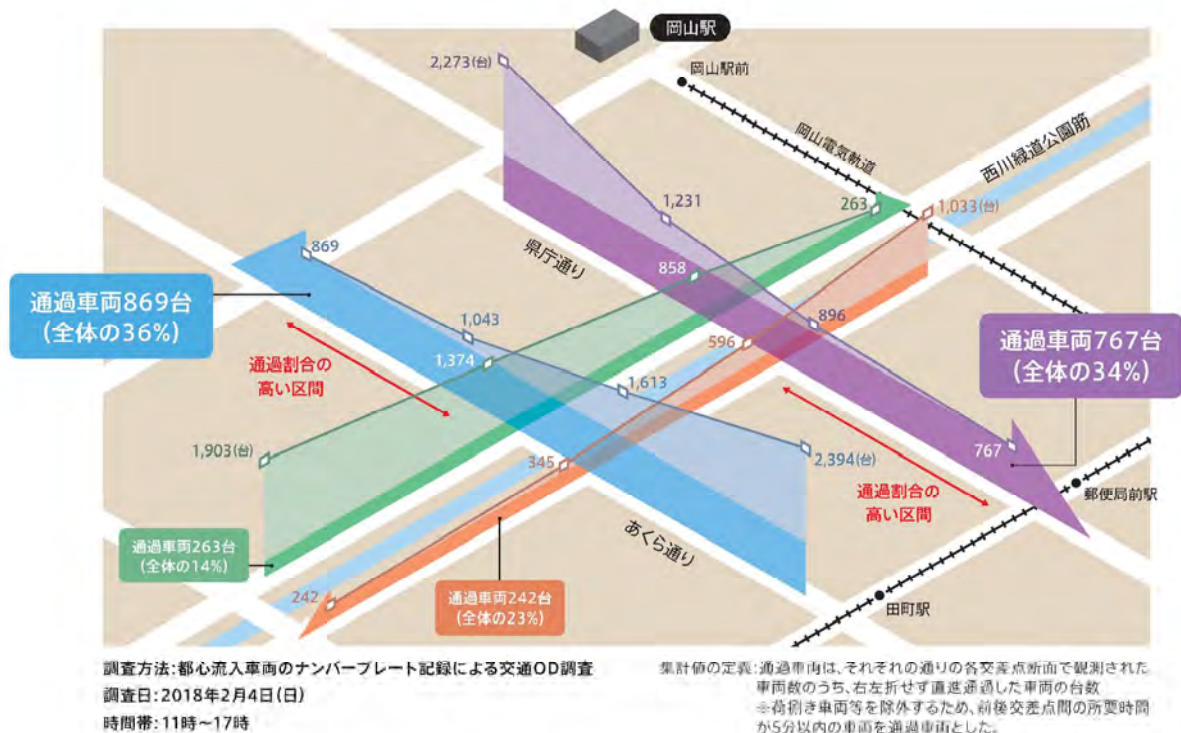 岡山駅
2,273(台)
岡山駅前
岡山電気軌道
西川緑道公園筋
1,231
263
1,033(台)
869
県庁通り
858
通過車両869台
(全体の36%)
1,043
896
596
通過車両767台
(全体の34%)
1,374
通過割合の
高い区間
1,613
1,903(台)
2,394(台)
767
345
通過割合の
高い区間
郵便局前駅
あくら通り
通過車両263台
(全体の14%)
242
通過車両242台
(全体の23%)
田町駅
調査方法:都心流入車両のナンバープレート記録による交通OD調査
調査日:2018年2月4日(日)
時間帯:11時~17時
集計値の定義:通過車両は、それぞれの通りの各交差点断面で観測された
車両数のうち、右左折せず直進通過した車両の台数
※荷捌き車両等を除外するため、前後交差点間の所要時間
が5分以内の車両を通過車両とした。